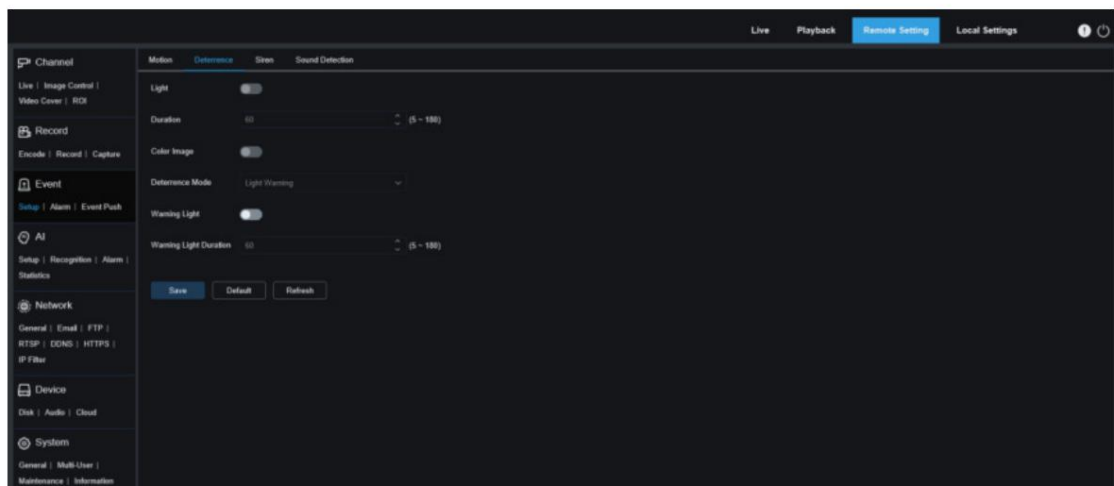 Live Playback Remote Setting Local Settings
Channel
Live | Image Control |
Video Cover | ROI
Record
Encode | Record | Capture
Event
Setup | Alarm | Event Push
AI
Setup | Recognition | Alarm |
Statistics
Network
General | Email | FTP |
RTSP | DDNS | HTTPS |
IP Filter
Device
Disk | Audio | Cloud
System
General | Multi-User |
Maintenance | Information
Motion Deterrence Siren Sound Detection
Light
Duration 60 (5 ~ 180)
Color Image
Deterrence Mode Light Warning
Warning Light
Warning Light Duration 60 (5 ~ 180)
Save Default Refresh